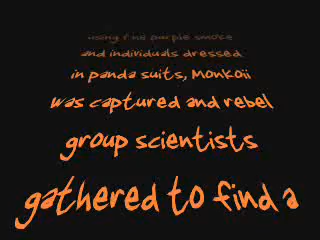 using the purple smoke
and individuals dressed
in panda suits, Monkoii
was captured and rebel
group scientists
gathered to find a